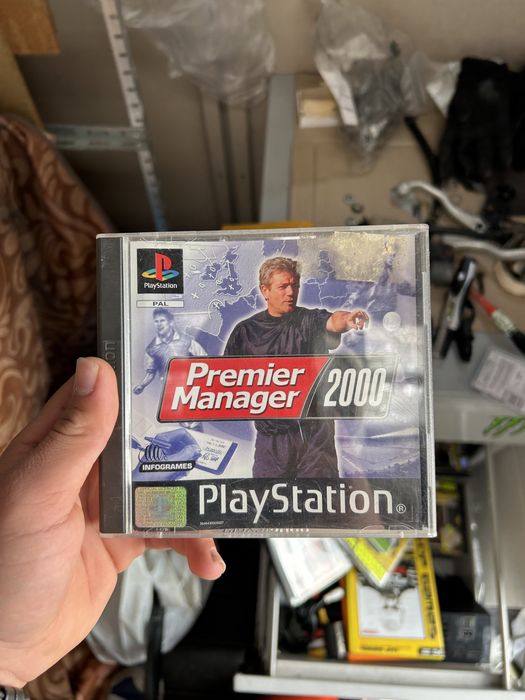 PlayStation
PAL
Premier
Manager
2000
INFOGRAMES
PlayStation®